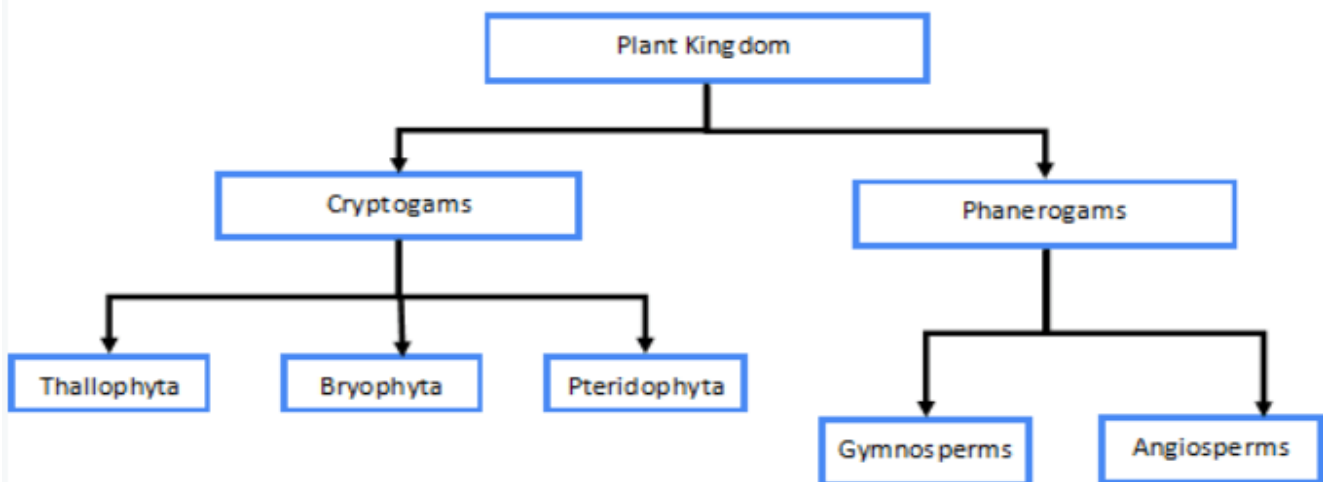 Plant Kingdom
Cryptogams
Phanerogams
Thallophyta
Bryophyta
Pteridophyta
Gymnosperms
Angiosperms